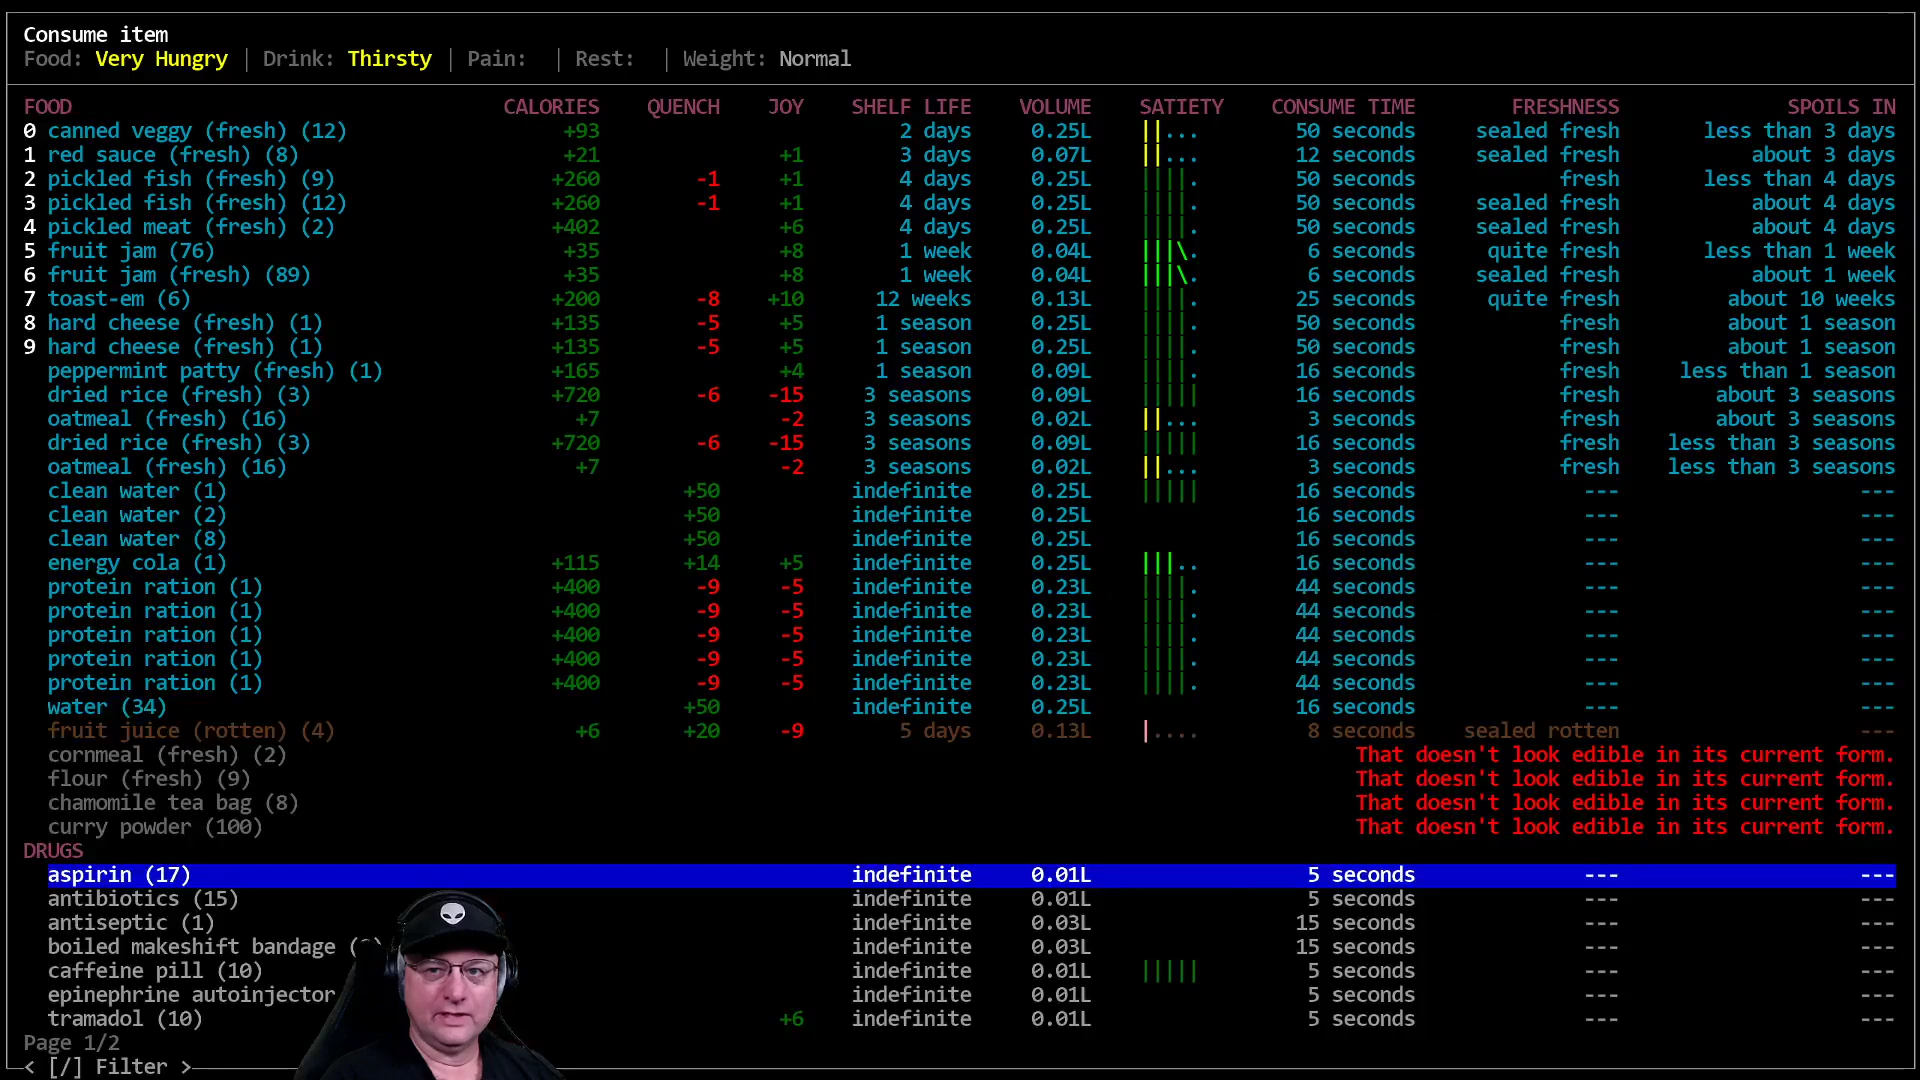 Consume item
Food: Very Hungry | Drink: Thirsty | Pain: | Rest: | Weight: Normal
FOOD CALORIES QUENCH JOY SHELF LIFE VOLUME SATIETY CONSUME TIME FRESHNESS SPOILS IN
0 canned veggy (fresh) (12) +93 2 days 0.25L ||... 50 seconds sealed fresh less than 3 days
1 red sauce (fresh) (8) +21 +1 3 days 0.07L ||... 12 seconds sealed fresh about 3 days
2 pickled fish (fresh) (9) +260 -1 +1 4 days 0.25L ||||. 50 seconds fresh less than 4 days
3 pickled fish (fresh) (12) +260 -1 +1 4 days 0.25L ||||. 50 seconds sealed fresh about 4 days
4 pickled meat (fresh) (2) +402 +6 4 days 0.25L ||||. 50 seconds sealed fresh about 4 days
5 fruit jam (76) +35 +8 1 week 0.04L |||\. 6 seconds quite fresh less than 1 week
6 fruit jam (fresh) (89) +35 +8 1 week 0.04L |||\. 6 seconds sealed fresh about 1 week
7 toast-em (6) +200 -8 +10 12 weeks 0.13L ||||. 25 seconds quite fresh about 10 weeks
8 hard cheese (fresh) (1) +135 -5 +5 1 season 0.25L ||||. 50 seconds fresh about 1 season
9 hard cheese (fresh) (1) +135 -5 +5 1 season 0.25L ||||. 50 seconds fresh about 1 season
peppermint patty (fresh) (1) +165 +4 1 season 0.09L ||||. 16 seconds fresh less than 1 season
dried rice (fresh) (3) +720 -6 -15 3 seasons 0.09L ||||| 16 seconds fresh about 3 seasons
oatmeal (fresh) (16) +7 -2 3 seasons 0.02L ||... 3 seconds fresh about 3 seasons
dried rice (fresh) (3) +720 -6 -15 3 seasons 0.09L ||||| 16 seconds fresh less than 3 seasons
oatmeal (fresh) (16) +7 -2 3 seasons 0.02L ||... 3 seconds fresh less than 3 seasons
clean water (1) +50 indefinite 0.25L ||||| 16 seconds --- ---
clean water (2) +50 indefinite 0.25L 16 seconds --- ---
clean water (8) +50 indefinite 0.25L 16 seconds --- ---
energy cola (1) +115 +14 +5 indefinite 0.25L |||.. 16 seconds --- ---
protein ration (1) +400 -9 -5 indefinite 0.23L ||||. 44 seconds --- ---
protein ration (1) +400 -9 -5 indefinite 0.23L ||||. 44 seconds --- ---
protein ration (1) +400 -9 -5 indefinite 0.23L ||||. 44 seconds --- ---
protein ration (1) +400 -9 -5 indefinite 0.23L ||||. 44 seconds --- ---
protein ration (1) +400 -9 -5 indefinite 0.23L ||||. 44 seconds --- ---
water (34) +50 indefinite 0.25L 16 seconds --- ---
fruit juice (rotten) (4) +6 +20 -9 5 days 0.13L |.... 8 seconds sealed rotten ---
cornmeal (fresh) (2) That doesn't look edible in its current form.
flour (fresh) (9) That doesn't look edible in its current form.
chamomile tea bag (8) That doesn't look edible in its current form.
curry powder (100) That doesn't look edible in its current form.
DRUGS
aspirin (17) indefinite 0.01L 5 seconds --- ---
antibiotics (15) indefinite 0.01L 5 seconds --- ---
antiseptic (1) indefinite 0.03L 15 seconds --- ---
boiled makeshift bandage indefinite 0.03L 15 seconds --- ---
caffeine pill (10) indefinite 0.01L ||||| 5 seconds --- ---
epinephrine autoinjector indefinite 0.01L 5 seconds --- ---
tramadol (10) +6 indefinite 0.01L 5 seconds --- ---
Page 1/2
< [/] Filter >